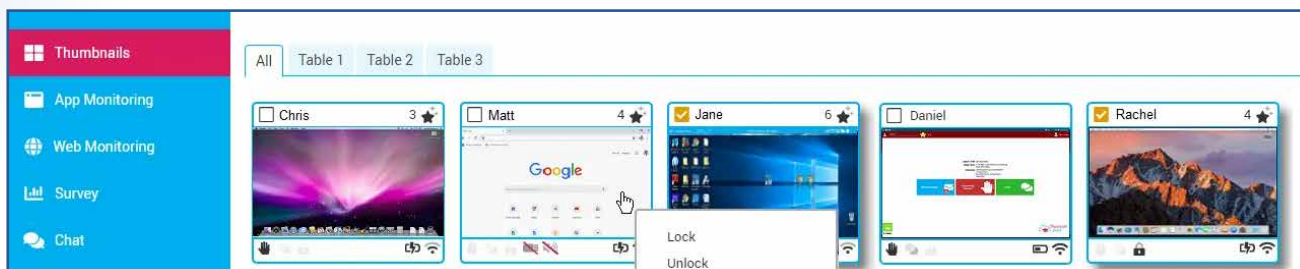 Thumbnails
App Monitoring
Web Monitoring
Survey
Chat
All Table 1 Table 2 Table 3
Chris 3
Matt 4
Jane 6
Daniel
Rachel 4
Google
Lock
Unlock